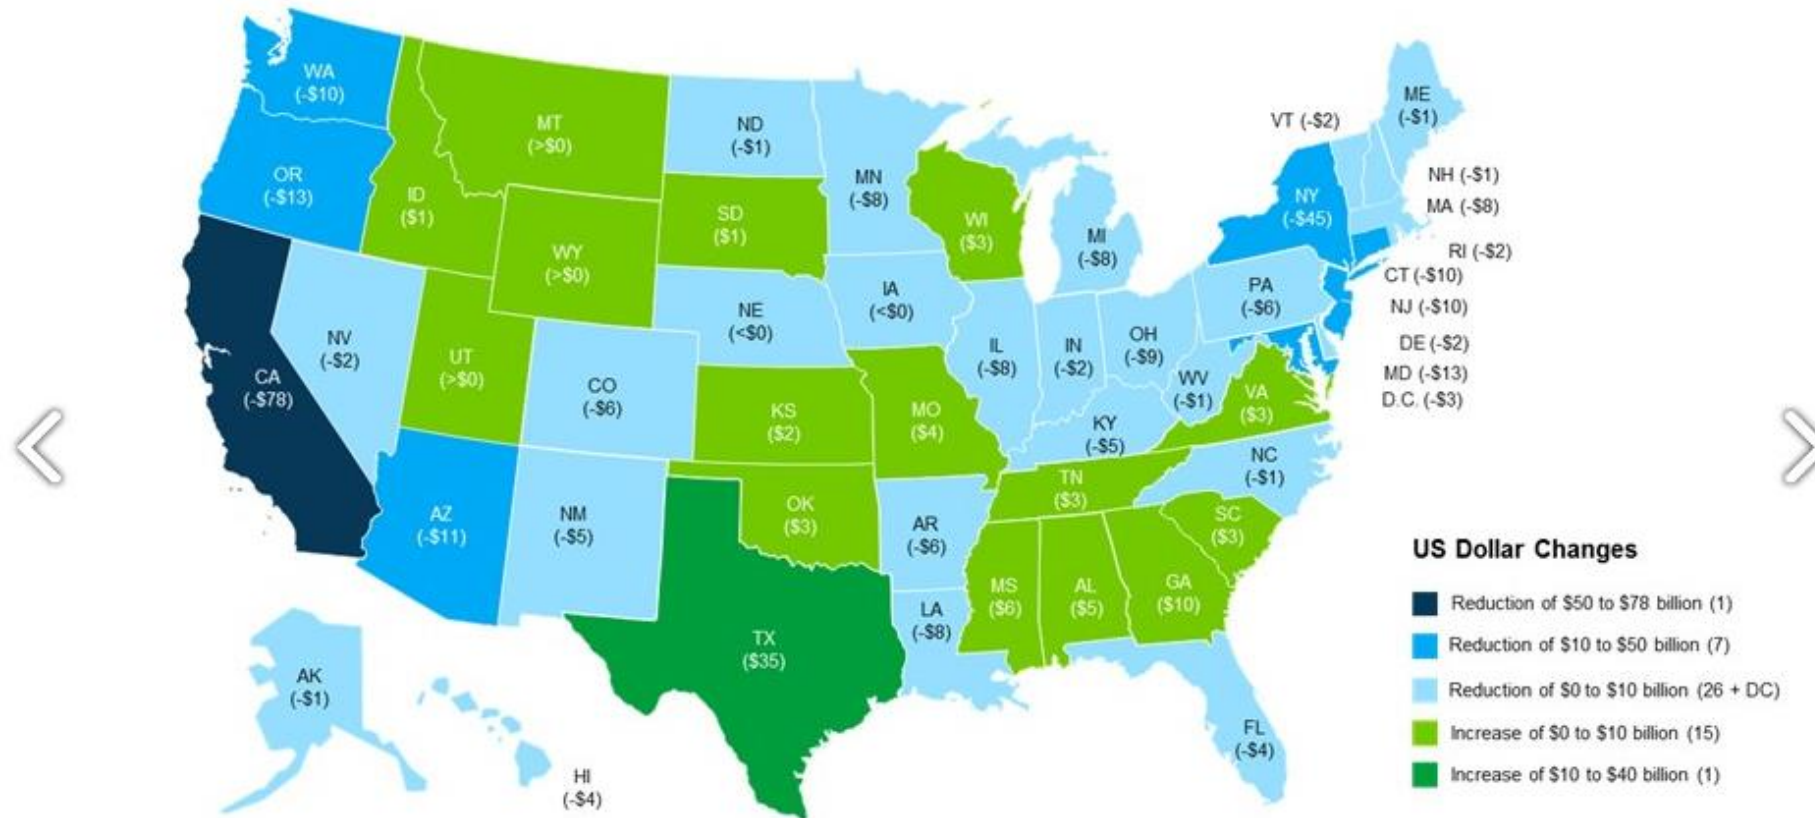 WA
(-$10)
MT
(>$0)
ND
(-$1)
MN
(-$8)
VT (-$2)
ME
(-$1)
OR
(-$13)
ID
($1)
WY
(>$0)
SD
($1)
WI
($3)
MI
(-$8)
NY
(-$45)
NH (-$1)
MA (-$8)
RI (-$2)
CT (-$10)
NJ (-$10)
DE (-$2)
MD (-$13)
D.C. (-$3)
CA
(-$78)
NV
(-$2)
UT
(>$0)
CO
(-$6)
NE
(<$0)
IA
(<$0)
IL
(-$8)
IN
(-$2)
OH
(-$9)
PA
(-$6)
WV
(-$1)
VA
($3)
KS
($2)
MO
($4)
KY
(-$5)
NC
(-$1)
TN
($3)
SC
($3)
AZ
(-$11)
NM
(-$5)
OK
($3)
AR
(-$6)
MS
($6)
AL
($5)
GA
($10)
LA
(-$8)
TX
($35)
FL
(-$4)
AK
(-$1)
HI
(-$4)
US Dollar Changes
Reduction of $50 to $78 billion (1)
Reduction of $10 to $50 billion (7)
Reduction of $0 to $10 billion (26 + DC)
Increase of $0 to $10 billion (15)
Increase of $10 to $40 billion (1)